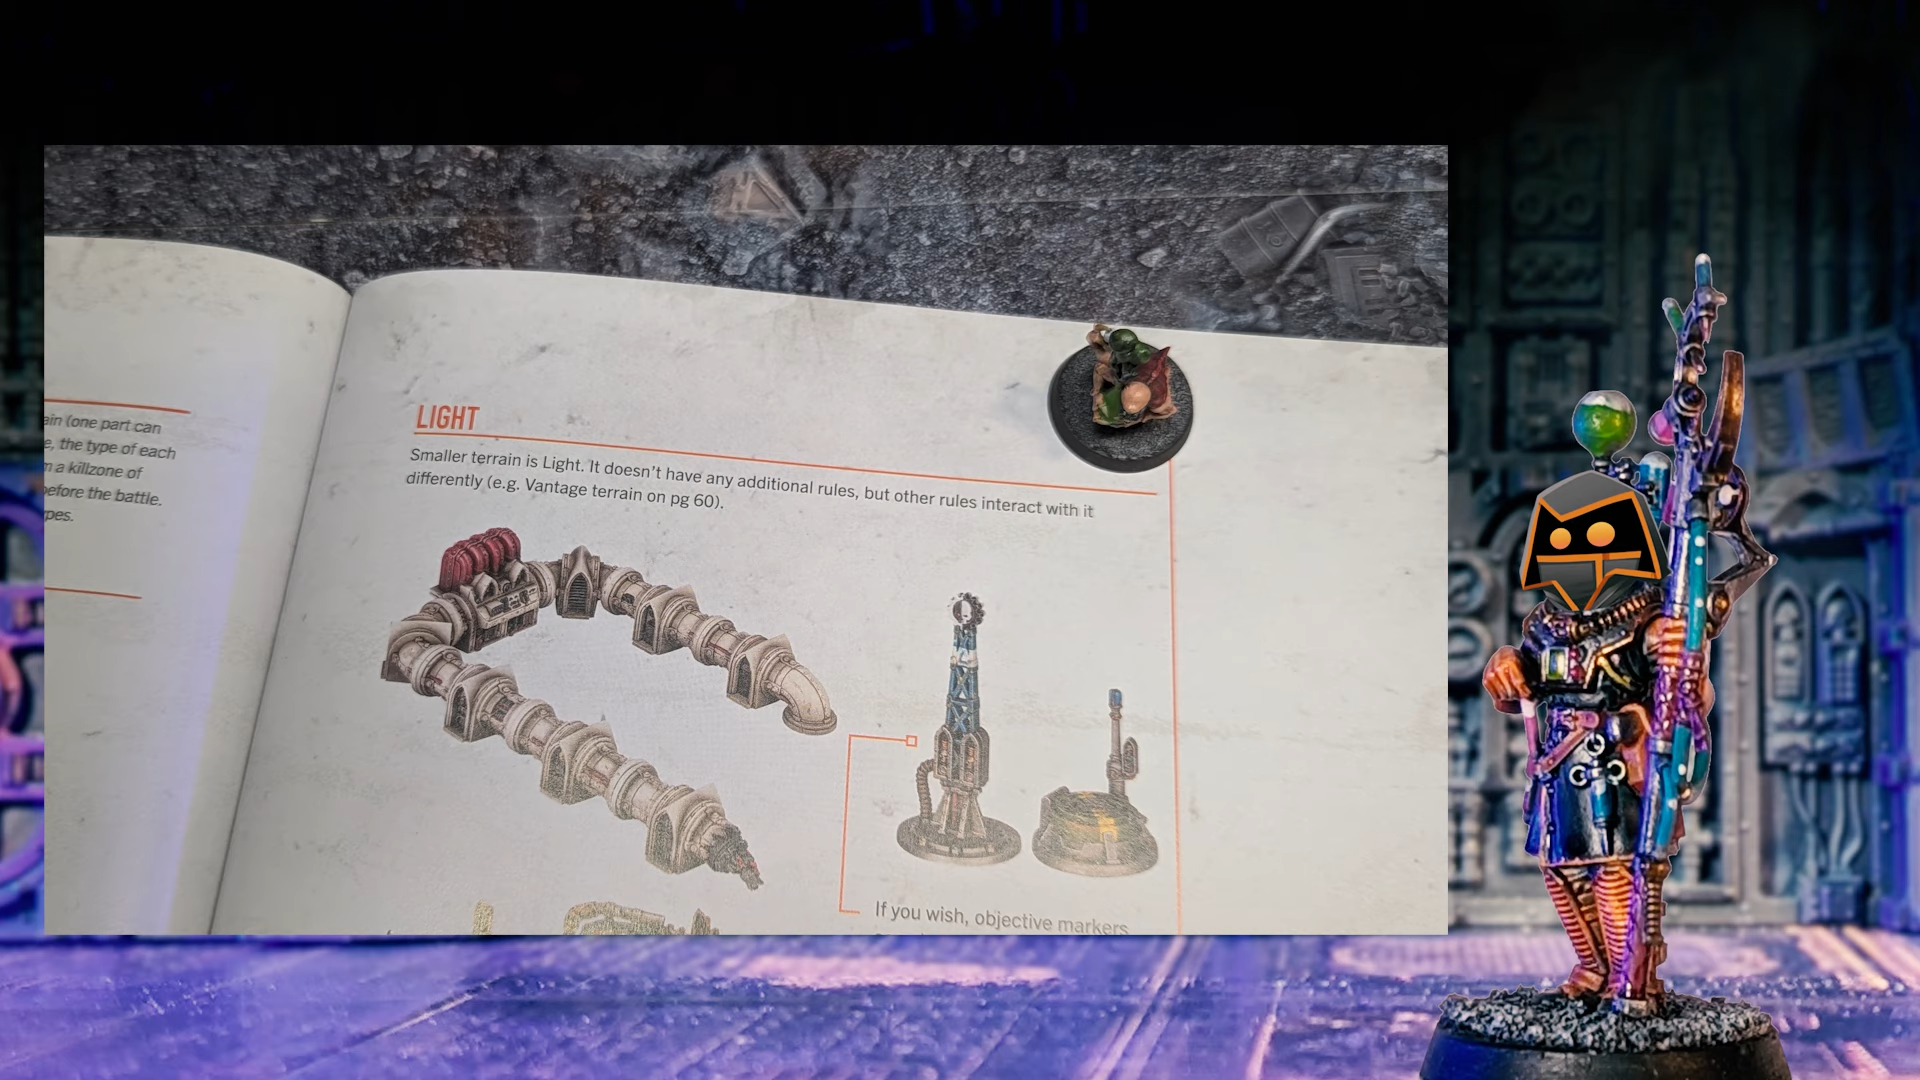 ain (one part can
e, the type of each
n a killzone of
before the battle.
pes.
LIGHT
Smaller terrain is Light. It doesn't have any additional rules, but other rules interact with it
differently (e.g. Vantage terrain on pg 60).
If you wish, objective markers